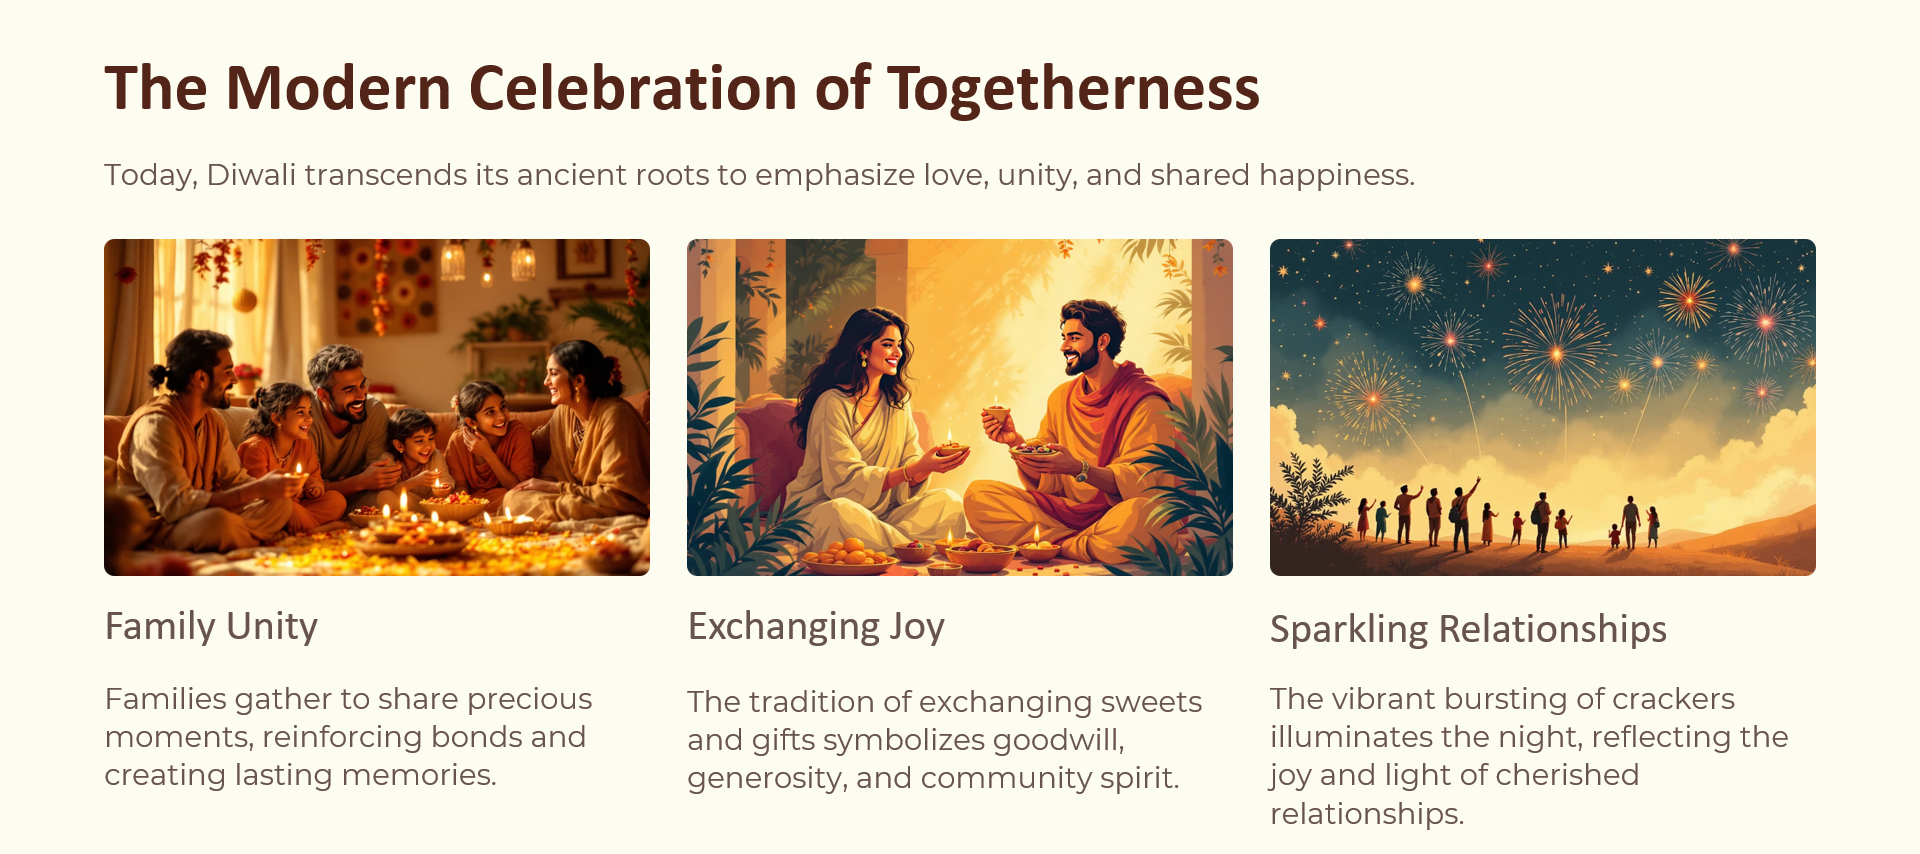 The Modern Celebration of Togetherness
Today, Diwali transcends its ancient roots to emphasize love, unity, and shared happiness.
Family Unity
Families gather to share precious
moments, reinforcing bonds and
creating lasting memories.
Exchanging Joy
The tradition of exchanging sweets
and gifts symbolizes goodwill,
generosity, and community spirit.
Sparkling Relationships
The vibrant bursting of crackers
illuminates the night, reflecting the
joy and light of cherished
relationships.